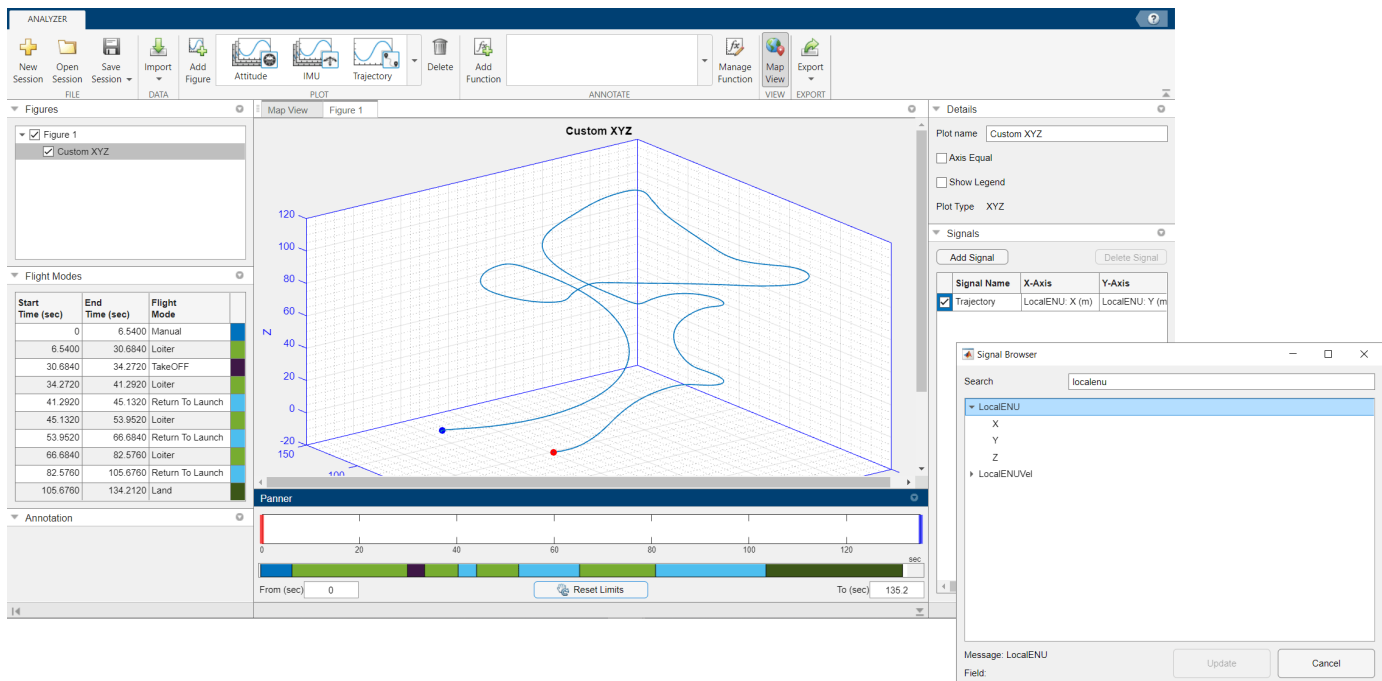 ANALYZER
?
New Session
Open Session
Save Session
Import
Add Figure
Attitude
IMU
Trajectory
Delete
Add Function
Manage Function
Map View
Export
FILE
DATA
PLOT
ANNOTATE
VIEW
EXPORT
Figures
Figure 1
Custom XYZ
Flight Modes
Start Time (sec) End Time (sec) Flight Mode
0 6.5400 Manual
6.5400 30.6840 Loiter
30.6840 34.2720 TakeOFF
34.2720 41.2920 Loiter
41.2920 45.1320 Return To Launch
45.1320 53.9520 Loiter
53.9520 66.6840 Return To Launch
66.6840 82.5760 Loiter
82.5760 105.6760 Return To Launch
105.6760 134.2120 Land
Annotation
Map View Figure 1
Custom XYZ
120
100
80
60
Z
40
20
0
-20
150
100
Panner
0 20 40 60 80 100 120
sec
From (sec) 0 Reset Limits To (sec) 135.2
Details
Plot name Custom XYZ
Axis Equal
Show Legend
Plot Type XYZ
Signals
Add Signal Delete Signal
Signal Name X-Axis Y-Axis
Trajectory LocalENU: X (m) LocalENU: Y (m
Signal Browser
Search localenu
LocalENU
X
Y
Z
LocalENUVel
Message: LocalENU
Field:
Update Cancel